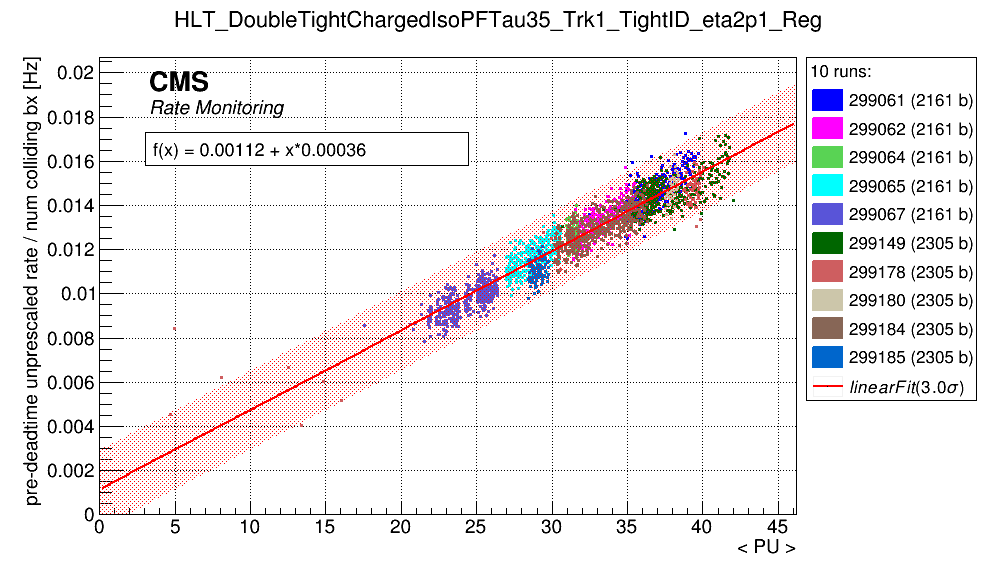 HLT_DoubleTightChargedIsoPFTau35_Trk1_TightID_eta2p1_Reg
pre-deadtime unprescaled rate / num colliding bx [Hz]
0.02
0.018
0.016
0.014
0.012
0.01
0.008
0.006
0.004
0.002
0
CMS
Rate Monitoring
f(x) = 0.00112 + x*0.00036
0 5 10 15 20 25 30 35 40 45
< PU >
10 runs:
299061 (2161 b)
299062 (2161 b)
299064 (2161 b)
299065 (2161 b)
299067 (2161 b)
299149 (2305 b)
299178 (2305 b)
299180 (2305 b)
299184 (2305 b)
299185 (2305 b)
linearFit(3.0σ)